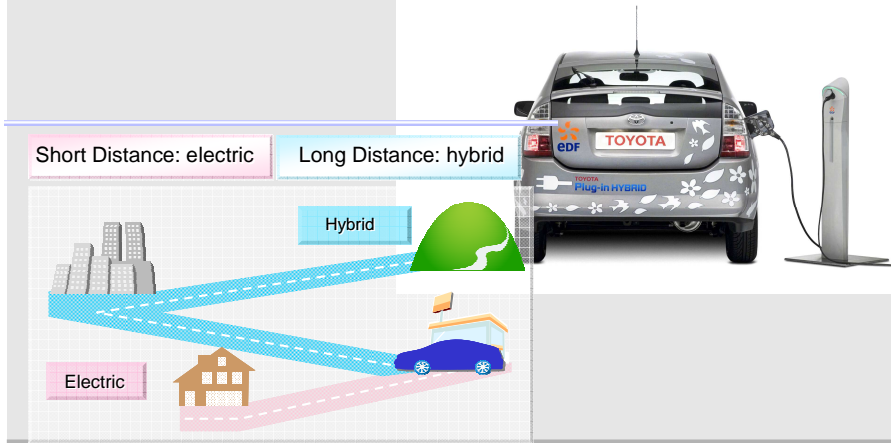 Short Distance: electric
Long Distance: hybrid
eDF
TOYOTA
TOYOTA
Plug-in HYBRID
Hybrid
Electric